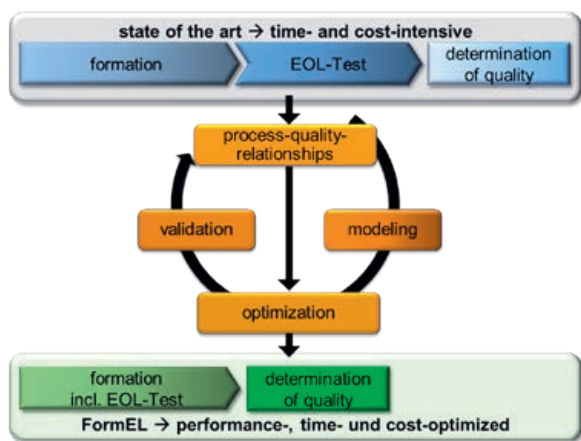 state of the art → time- and cost-intensive
formation
EOL-Test
determination
of quality
process-quality-
relationships
validation
modeling
optimization
formation
incl. EOL-Test
determination
of quality
FormEL → performance-, time- und cost-optimized